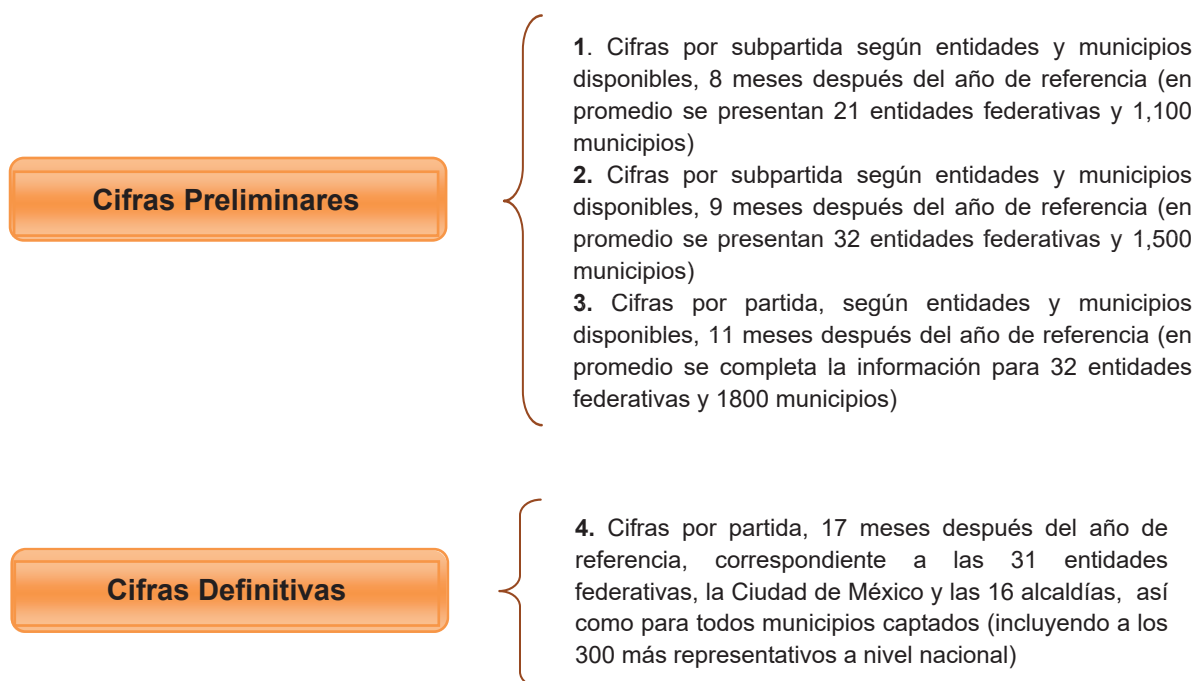 Cifras Preliminares
1. Cifras por subpartida según entidades y municipios
disponibles, 8 meses después del año de referencia (en
promedio se presentan 21 entidades federativas y 1,100
municipios)
2. Cifras por subpartida según entidades y municipios
disponibles, 9 meses después del año de referencia (en
promedio se presentan 32 entidades federativas y 1,500
municipios)
3. Cifras por partida, según entidades y municipios
disponibles, 11 meses después del año de referencia (en
promedio se completa la información para 32 entidades
federativas y 1800 municipios)
Cifras Definitivas
4. Cifras por partida, 17 meses después del año de
referencia, correspondiente a las 31 entidades
federativas, la Ciudad de México y las 16 alcaldías, así
como para todos municipios captados (incluyendo a los
300 más representativos a nivel nacional)